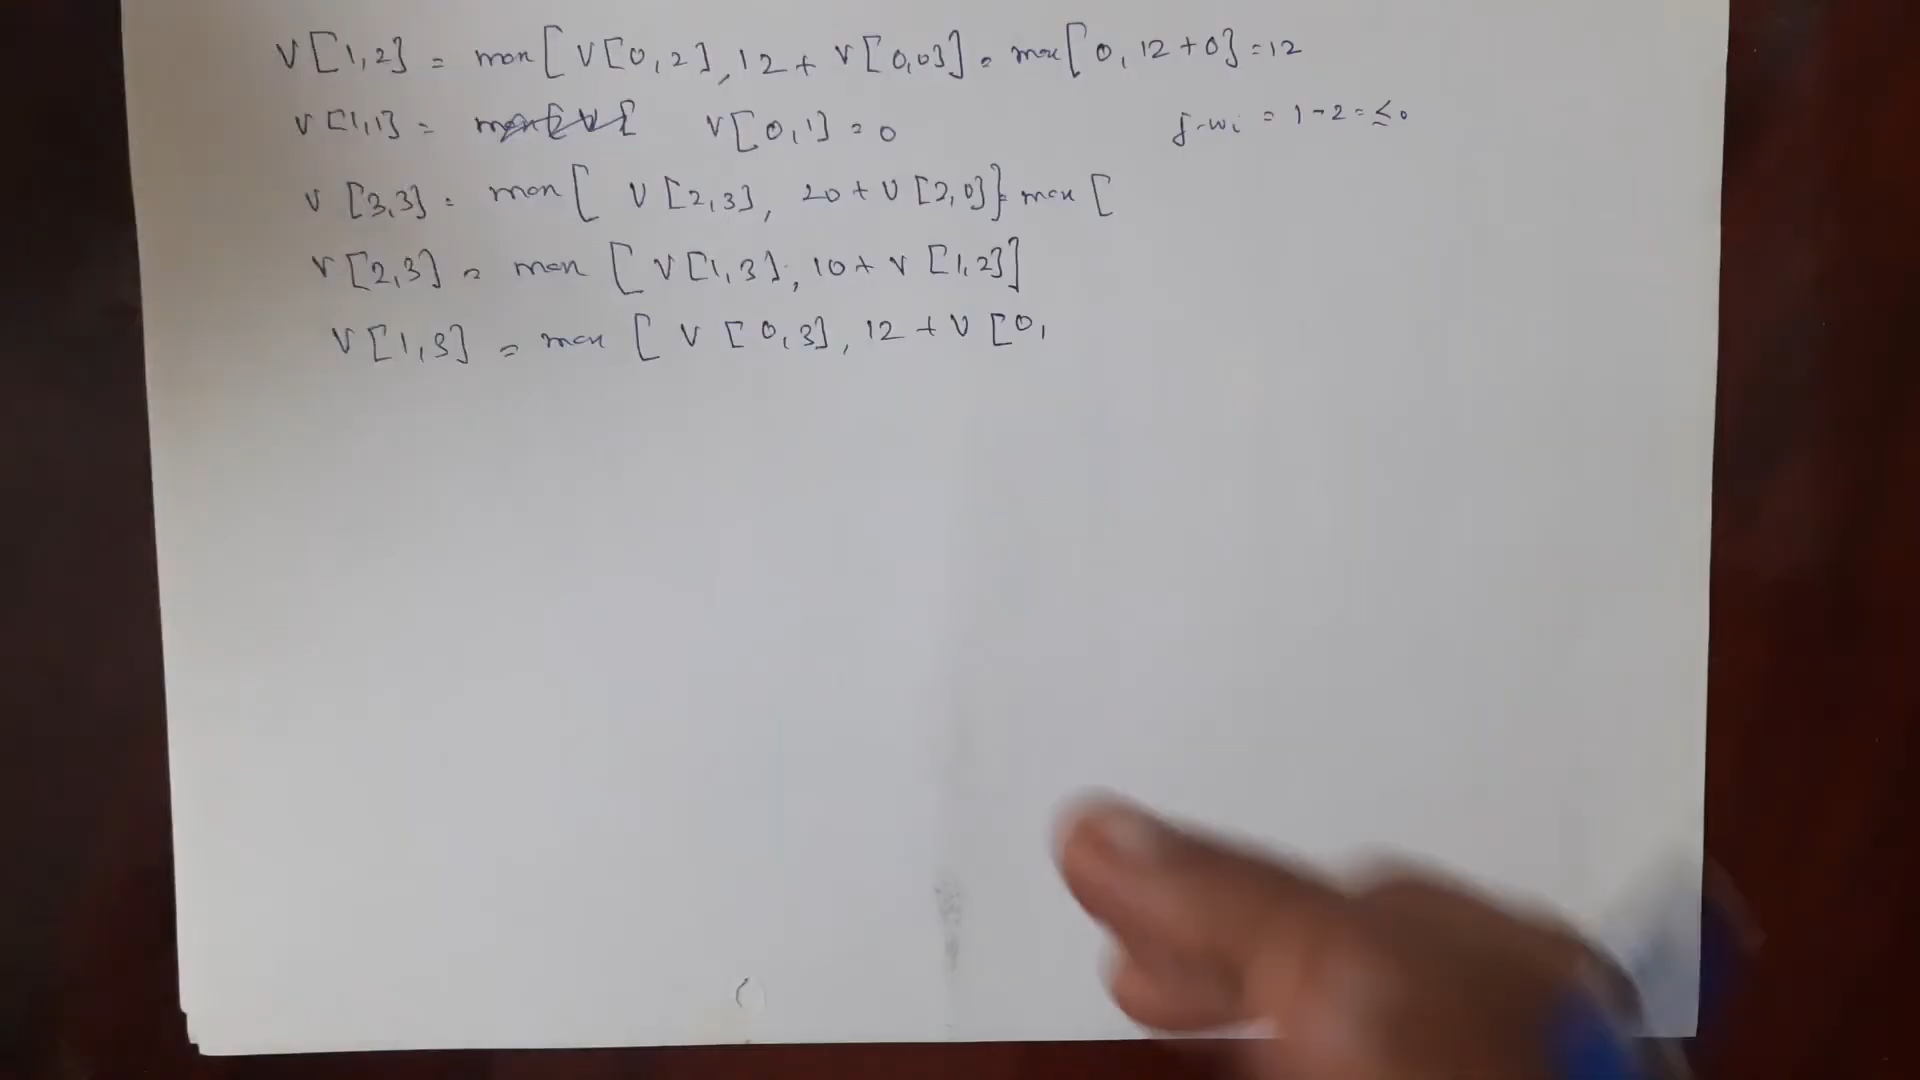 V[1,2] = max[V[0,2], 12+ V[0,0]] = max[0, 12+0] = 12
V[1,1] = V[0,1] = 0 j-wi = 1-2 = ≤0
V[3,3] = max[ V[2,3], 20+V[2,0]] = max[
V[2,3] = max [V[1,3], 10+ V[1,2]]
V[1,3] = max [ V[0,3], 12 + V[0,